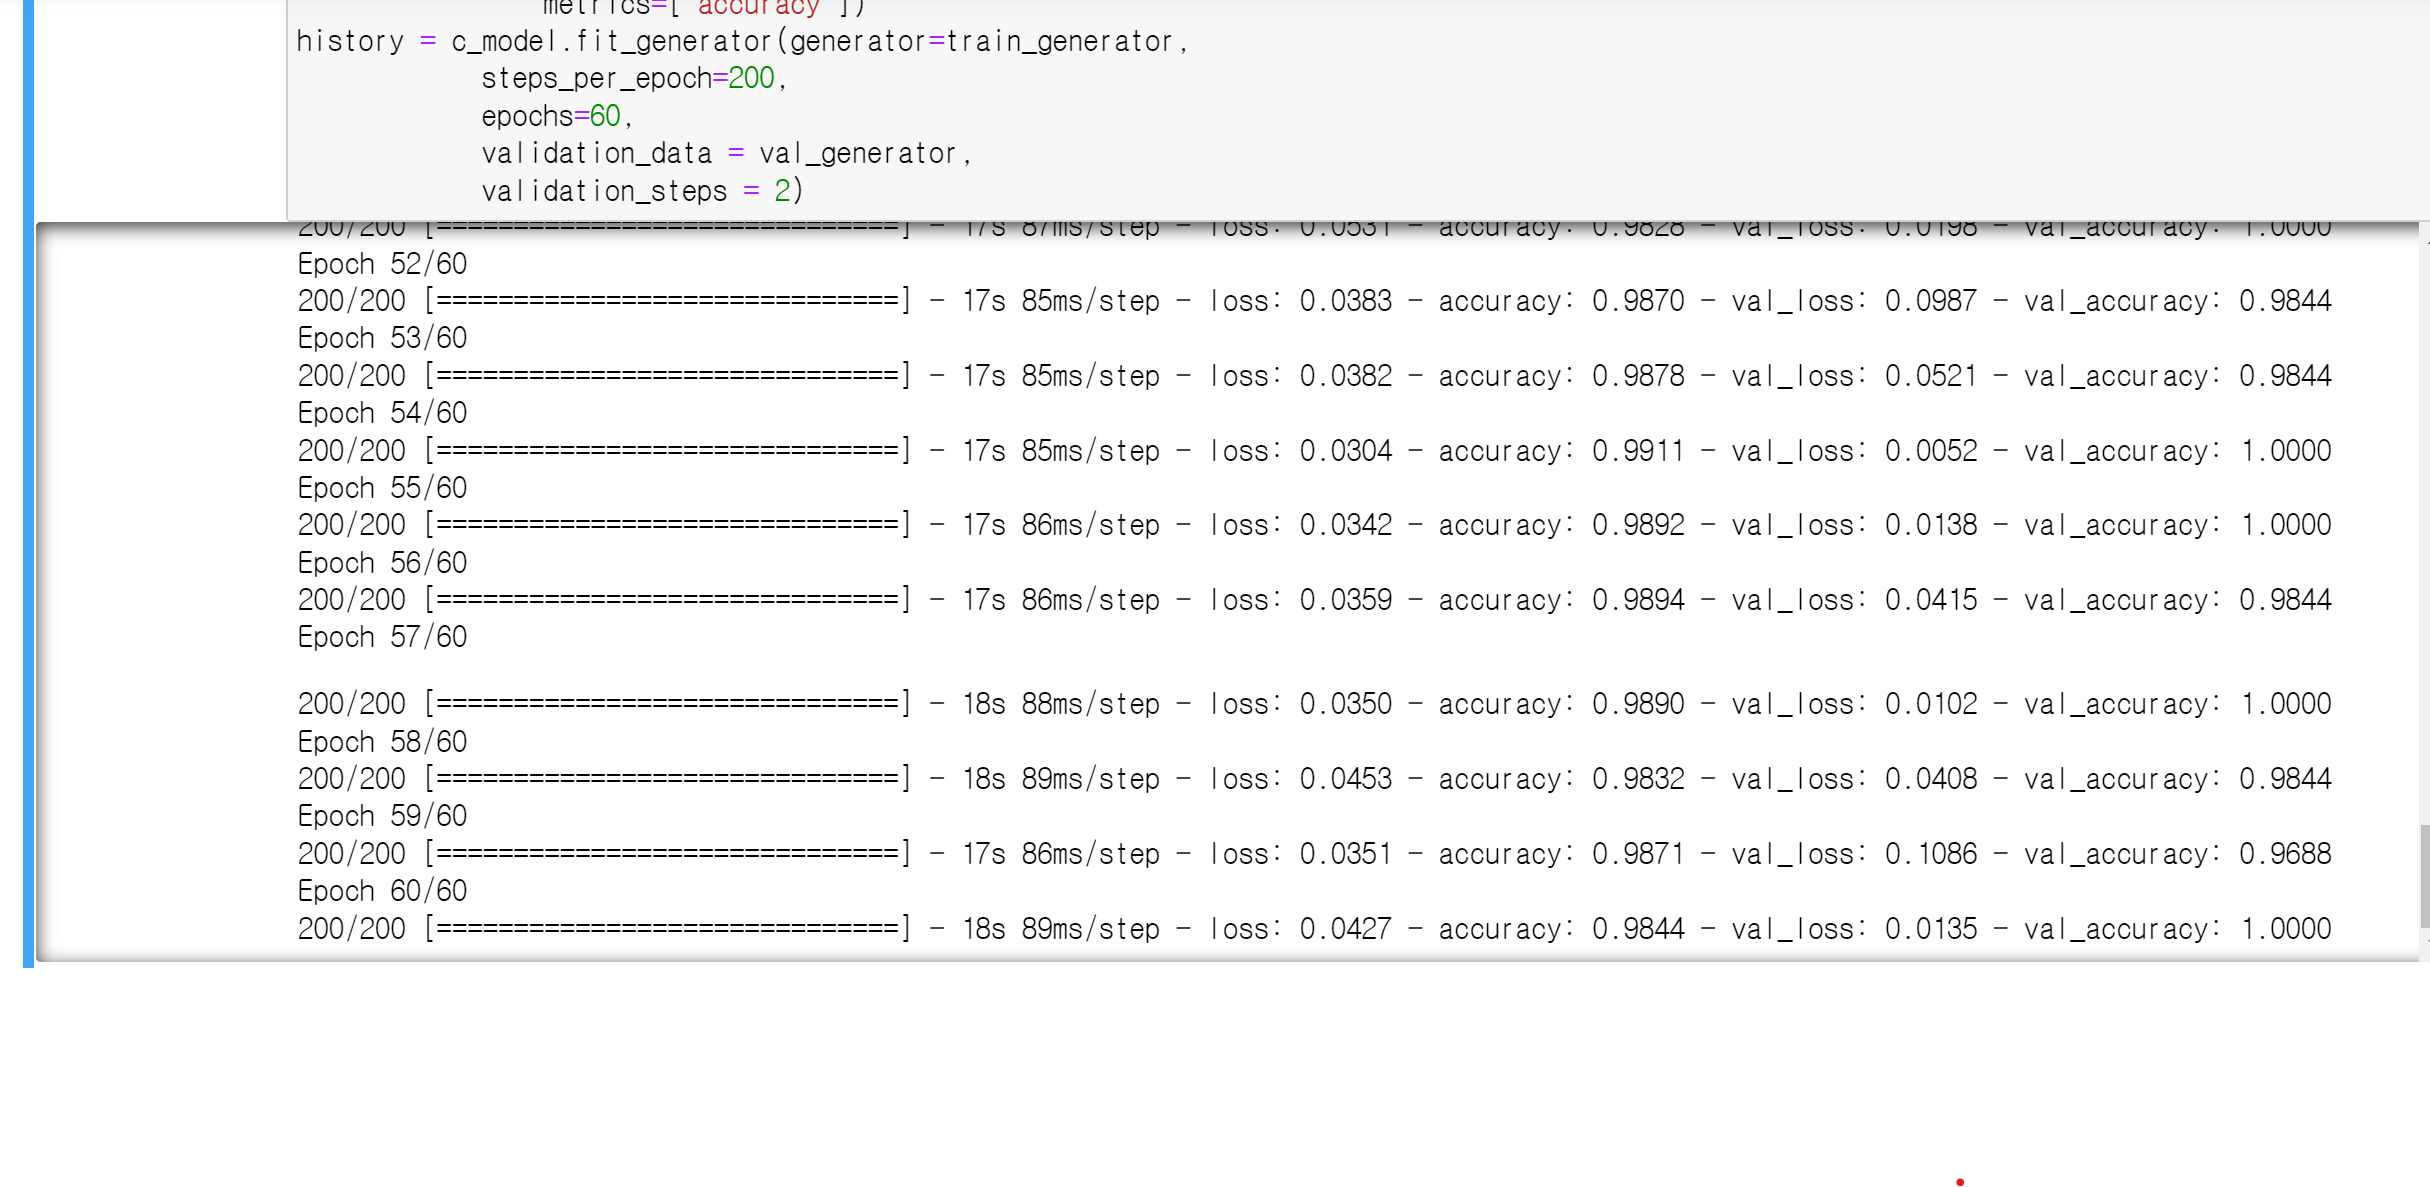 metrics=['accuracy'])
history = c_model.fit_generator(generator=train_generator,
steps_per_epoch=200,
epochs=60,
validation_data = val_generator,
validation_steps = 2)
200/200 [==============================] - 17s 87ms/step - loss: 0.0531 - accuracy: 0.9828 - val_loss: 0.0198 - val_accuracy: 1.0000
Epoch 52/60
200/200 [==============================] - 17s 85ms/step - loss: 0.0383 - accuracy: 0.9870 - val_loss: 0.0987 - val_accuracy: 0.9844
Epoch 53/60
200/200 [==============================] - 17s 85ms/step - loss: 0.0382 - accuracy: 0.9878 - val_loss: 0.0521 - val_accuracy: 0.9844
Epoch 54/60
200/200 [==============================] - 17s 85ms/step - loss: 0.0304 - accuracy: 0.9911 - val_loss: 0.0052 - val_accuracy: 1.0000
Epoch 55/60
200/200 [==============================] - 17s 86ms/step - loss: 0.0342 - accuracy: 0.9892 - val_loss: 0.0138 - val_accuracy: 1.0000
Epoch 56/60
200/200 [==============================] - 17s 86ms/step - loss: 0.0359 - accuracy: 0.9894 - val_loss: 0.0415 - val_accuracy: 0.9844
Epoch 57/60
200/200 [==============================] - 18s 88ms/step - loss: 0.0350 - accuracy: 0.9890 - val_loss: 0.0102 - val_accuracy: 1.0000
Epoch 58/60
200/200 [==============================] - 18s 89ms/step - loss: 0.0453 - accuracy: 0.9832 - val_loss: 0.0408 - val_accuracy: 0.9844
Epoch 59/60
200/200 [==============================] - 17s 86ms/step - loss: 0.0351 - accuracy: 0.9871 - val_loss: 0.1086 - val_accuracy: 0.9688
Epoch 60/60
200/200 [==============================] - 18s 89ms/step - loss: 0.0427 - accuracy: 0.9844 - val_loss: 0.0135 - val_accuracy: 1.0000